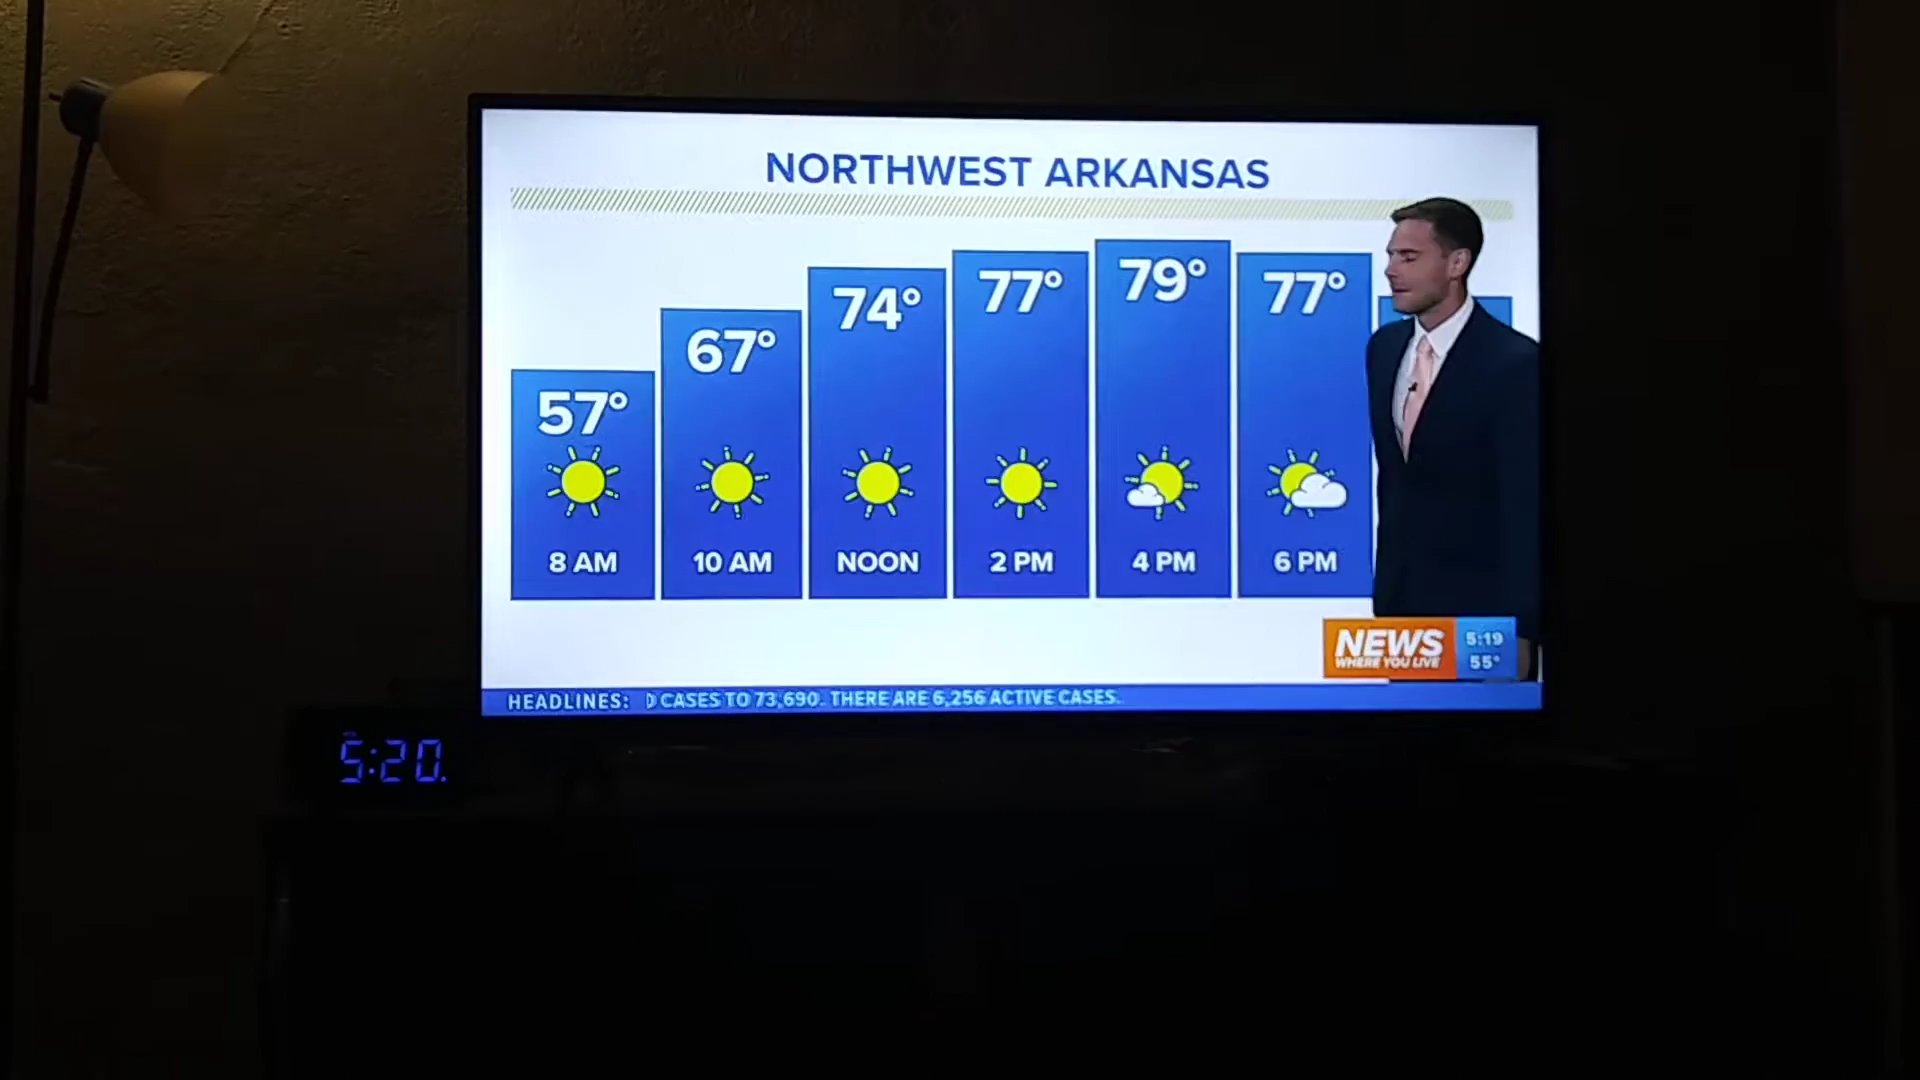 NORTHWEST ARKANSAS
57° 67° 74° 77° 79° 77°
8 AM 10 AM NOON 2 PM 4 PM 6 PM
NEWS
WHERE YOU LIVE
5:19
55°
HEADLINES: D CASES TO 73,690. THERE ARE 6,256 ACTIVE CASES.
5:20